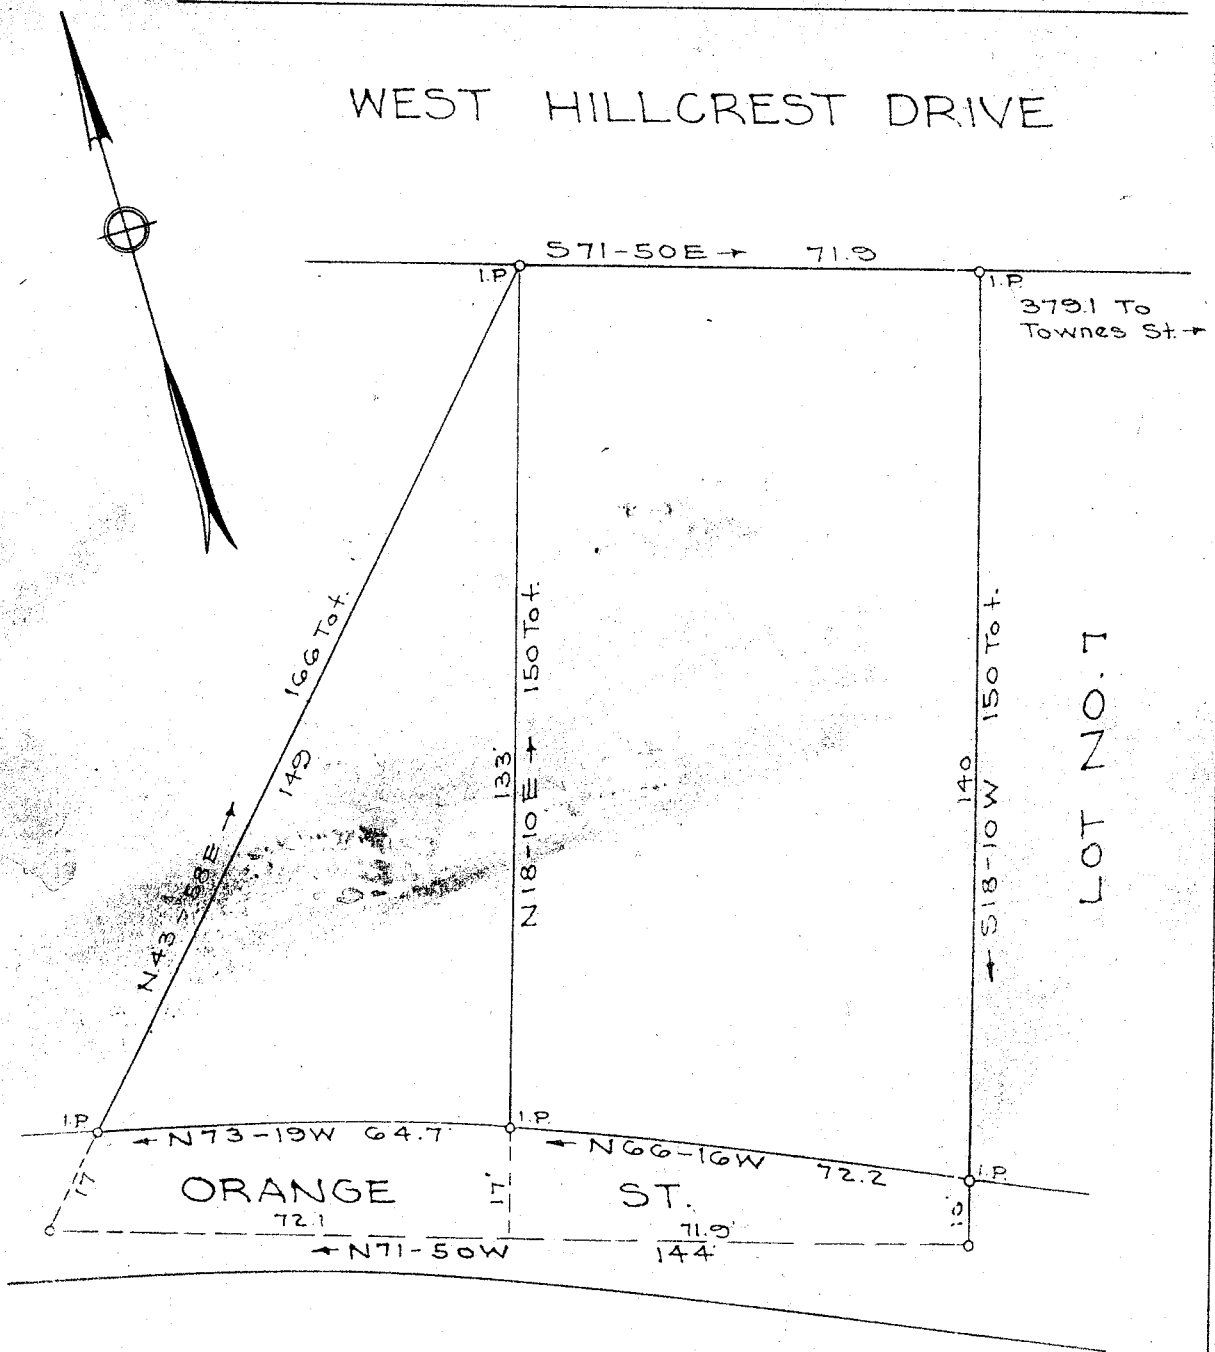 WEST HILLCREST DRIVE
S71-50E → 71.9
I.P.
I.P.
379.1 To
Townes St. →
166 Tot.
149
N43-58E →
150 Tot.
133'
N18-10E →
150 Tot.
140
← S18-10W
LOT NO. 7
I.P.
← N73-19W 64.7'
I.P.
← N66-16W 72.2
I.P.
17
ORANGE ST.
17'
10'
72.1
71.9'
← N71-50W
144'